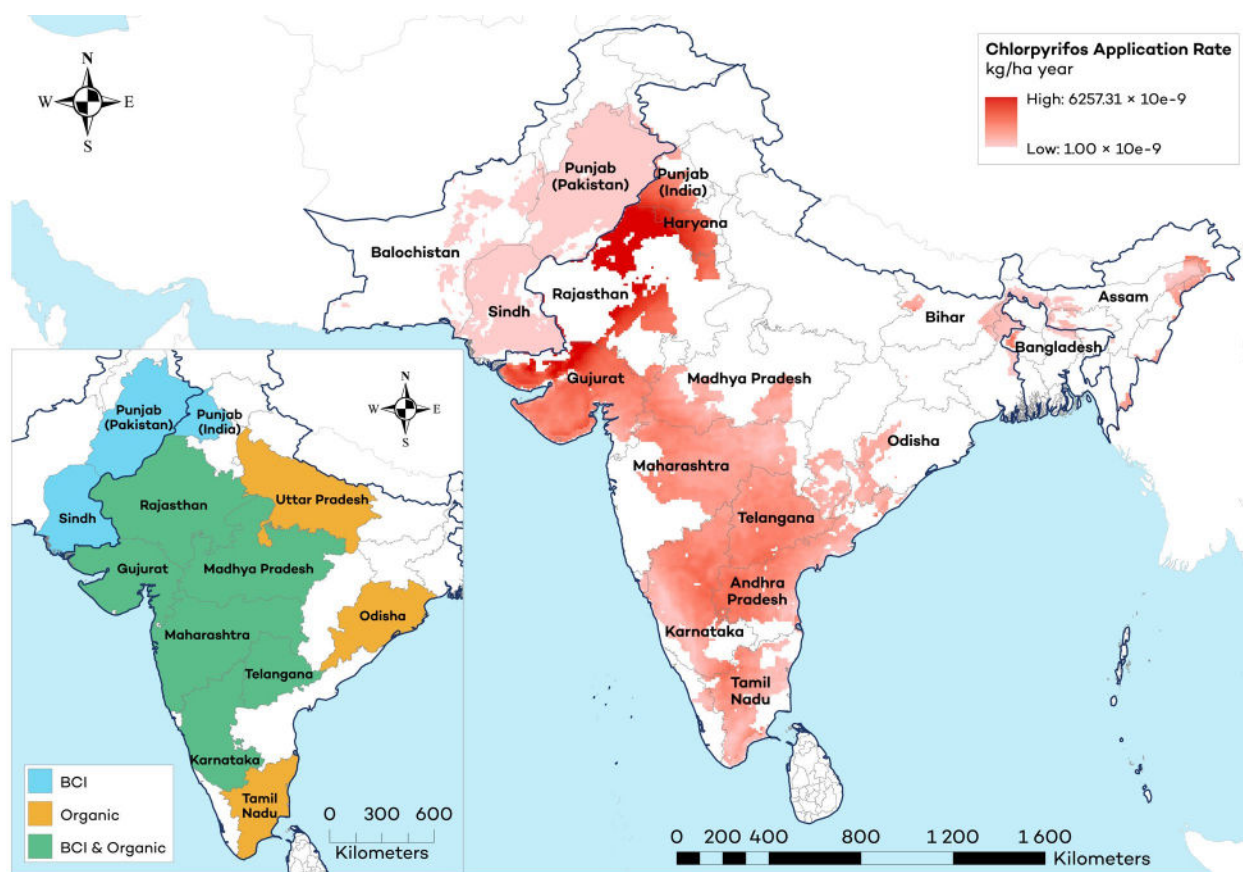 Chlorpyrifos Application Rate
kg/ha year
High: 6257.31 × 10e-9
Low: 1.00 × 10e-9
N
W
E
S
Punjab
(Pakistan)
Punjab
(India)
Haryana
Balochistan
Rajasthan
Sindh
Bihar
Assam
Bangladesh
Gujurat
Madhya Pradesh
Odisha
Maharashtra
Telangana
Andhra
Pradesh
Karnataka
Tamil
Nadu
0 200 400 800 1 200 1 600
Kilometers
N
W
E
S
Punjab
(Pakistan)
Punjab
(India)
Uttar Pradesh
Rajasthan
Sindh
Gujurat
Madhya Pradesh
Odisha
Maharashtra
Telangana
Karnataka
Tamil
Nadu
BCI
Organic
BCI & Organic
0 300 600
Kilometers